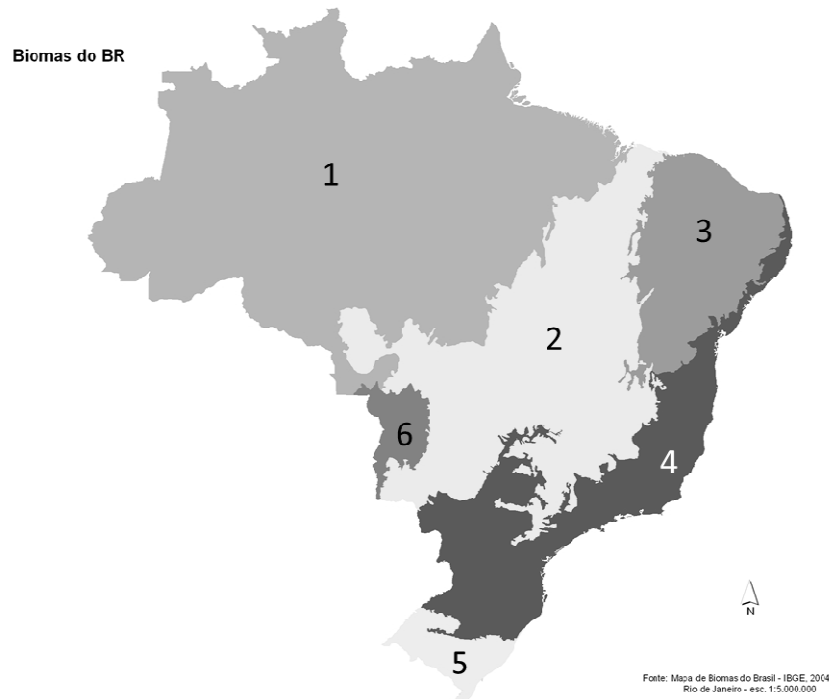 Biomas do BR
1
3
2
6
4
N
5
Fonte: Mapa de Biomas do Brasil - IBGE, 2004
Rio de Janeiro - esc. 1:5.000.000